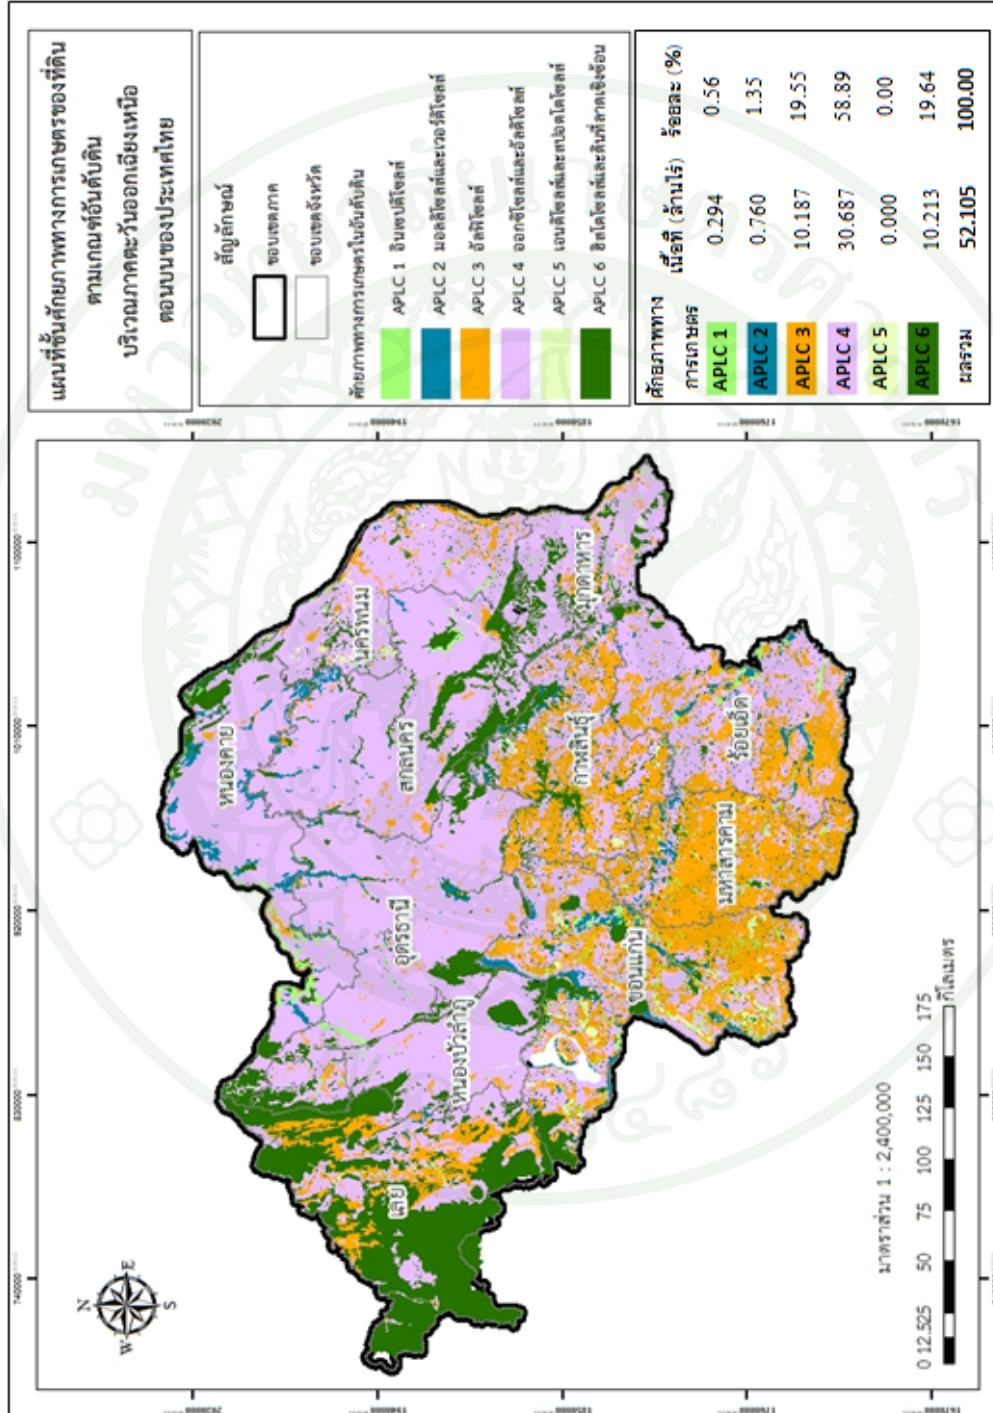 แผนที่ชั้นศักยภาพทางการเกษตรของที่ดิน
ตามเกณฑ์อันดับดิน
บริเวณภาคตะวันออกเฉียงเหนือ
ตอนบนของประเทศไทย
สัญลักษณ์
ขอบเขตภาค
ขอบเขตจังหวัด
ศักยภาพทางการเกษตรในอันดับดิน
APLC 1 อินเซปติโซลส์
APLC 2 มอลลิโซลส์และเวอร์ติโซลส์
APLC 3 อัลฟิโซลส์
APLC 4 ออกซิโซลส์และอัลติโซลส์
APLC 5 เอนติโซลส์และสปอดโดโซลส์
APLC 6 ฮิสโตโซลส์และดินที่ลาดเชิงซ้อน
ศักยภาพทาง เนื้อที่ (ล้านไร่) ร้อยละ (%)
การเกษตร
APLC 1 0.294 0.56
APLC 2 0.760 1.35
APLC 3 10.187 19.55
APLC 4 30.687 58.89
APLC 5 0.000 0.00
APLC 6 10.213 19.64
ผลรวม 52.105 100.00
740000
830000
920000
1010000
1100000
N
W E
S
หนองคาย
นครพนม
สกลนคร
อุดรธานี
หนองบัวลำภู
เลย
มุกดาหาร
กาฬสินธุ์
ขอนแก่น
มหาสารคาม
ร้อยเอ็ด
มาตราส่วน 1 : 2,400,000
0 12.525 50 75 100 125 150 175
กิโลเมตร